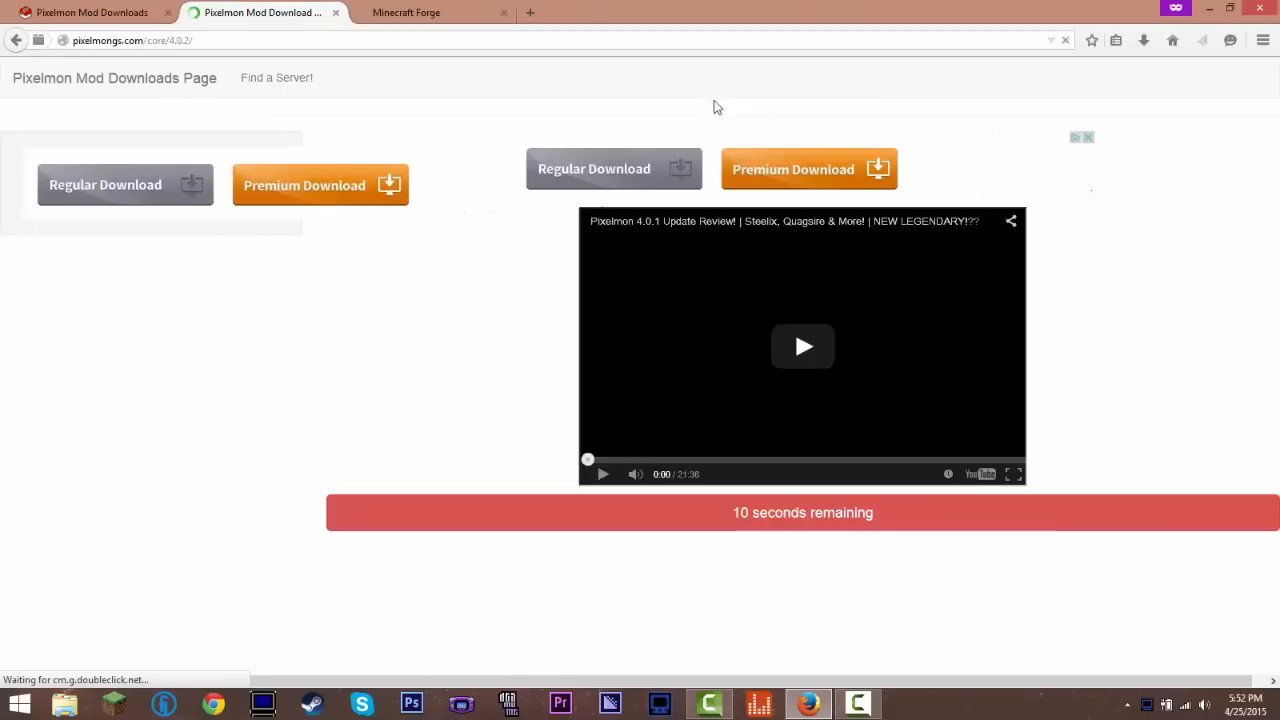 Pixelmon Mod Downloads
Pixelmon Mod Download ...
Minecraft Forge
pixelmongs.com/core/4.0.2/
Pixelmon Mod Downloads Page
Find a Server!
Regular Download
Premium Download
Regular Download
Premium Download
Pixelmon 4.0.1 Update Review! | Steelix, Quagsire & More! | NEW LEGENDARY!??
0:00 / 21:36
YouTube
10 seconds remaining
Waiting for cm.g.doubleclick.net...
Ps
Pr
5:52 PM
4/25/2015